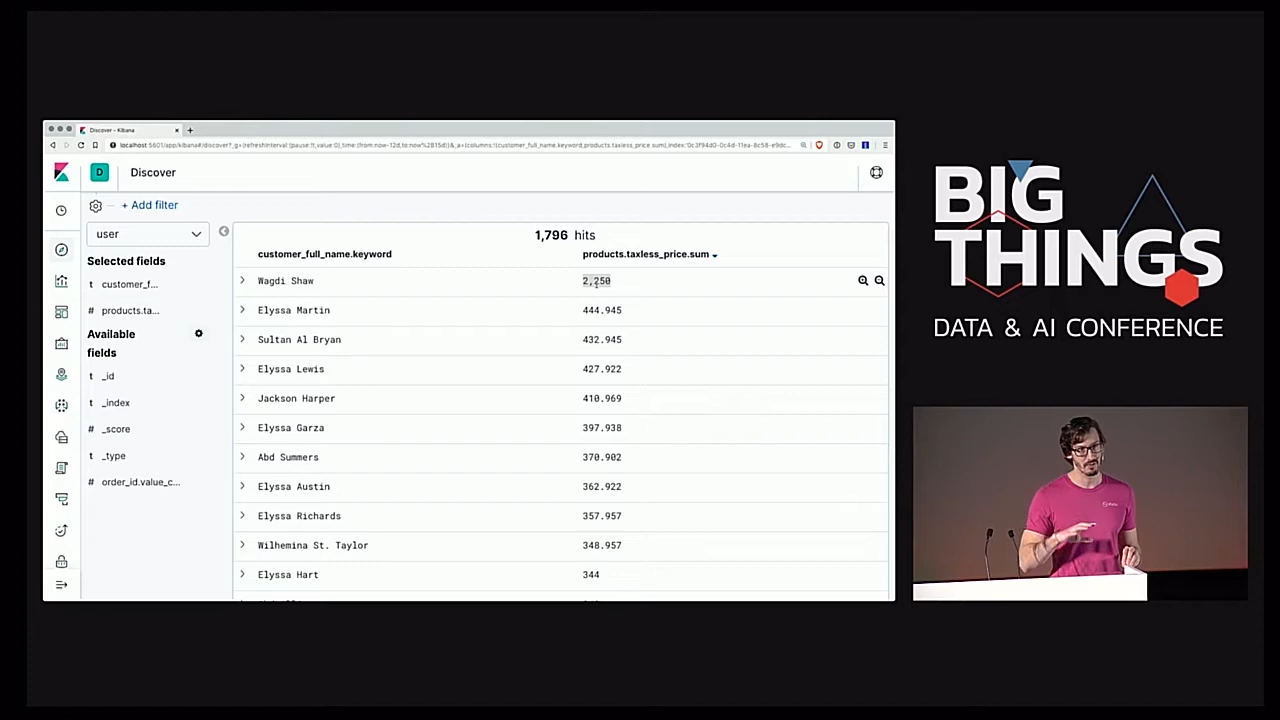 Discover - Kibana
D
Discover
+ Add filter
user
1,796 hits
Selected fields
t customer_f...
# products.ta...
Available fields
t _id
t _index
# _score
t _type
# order_id.value_c...
customer_full_name.keyword products.taxless_price.sum
Wagdi Shaw 2,250
Elyssa Martin 444.945
Sultan Al Bryan 432.945
Elyssa Lewis 427.922
Jackson Harper 410.969
Elyssa Garza 397.938
Abd Summers 370.902
Elyssa Austin 362.922
Elyssa Richards 357.957
Wilhemina St. Taylor 348.957
Elyssa Hart 344
BIG
THINGS
DATA & AI CONFERENCE